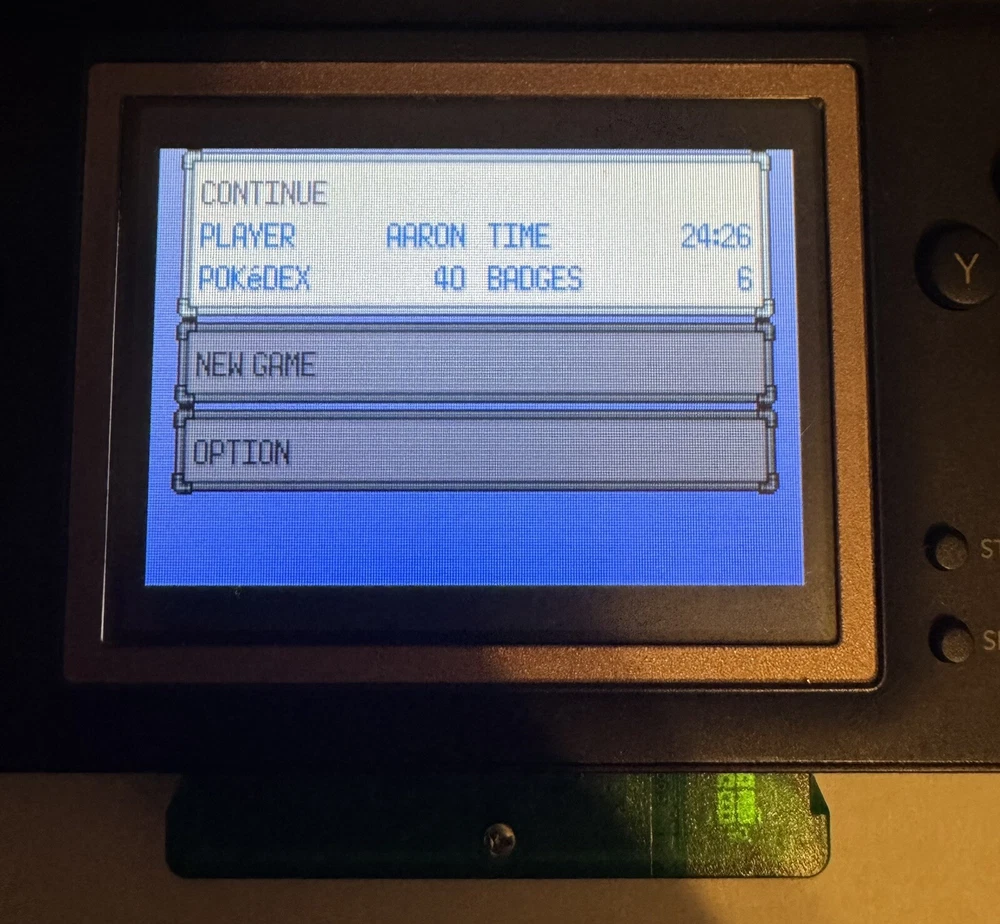 CONTINUE
PLAYER AARON TIME 24:26
POKéDEX 40 BADGES 6
NEW GAME
OPTION
Y